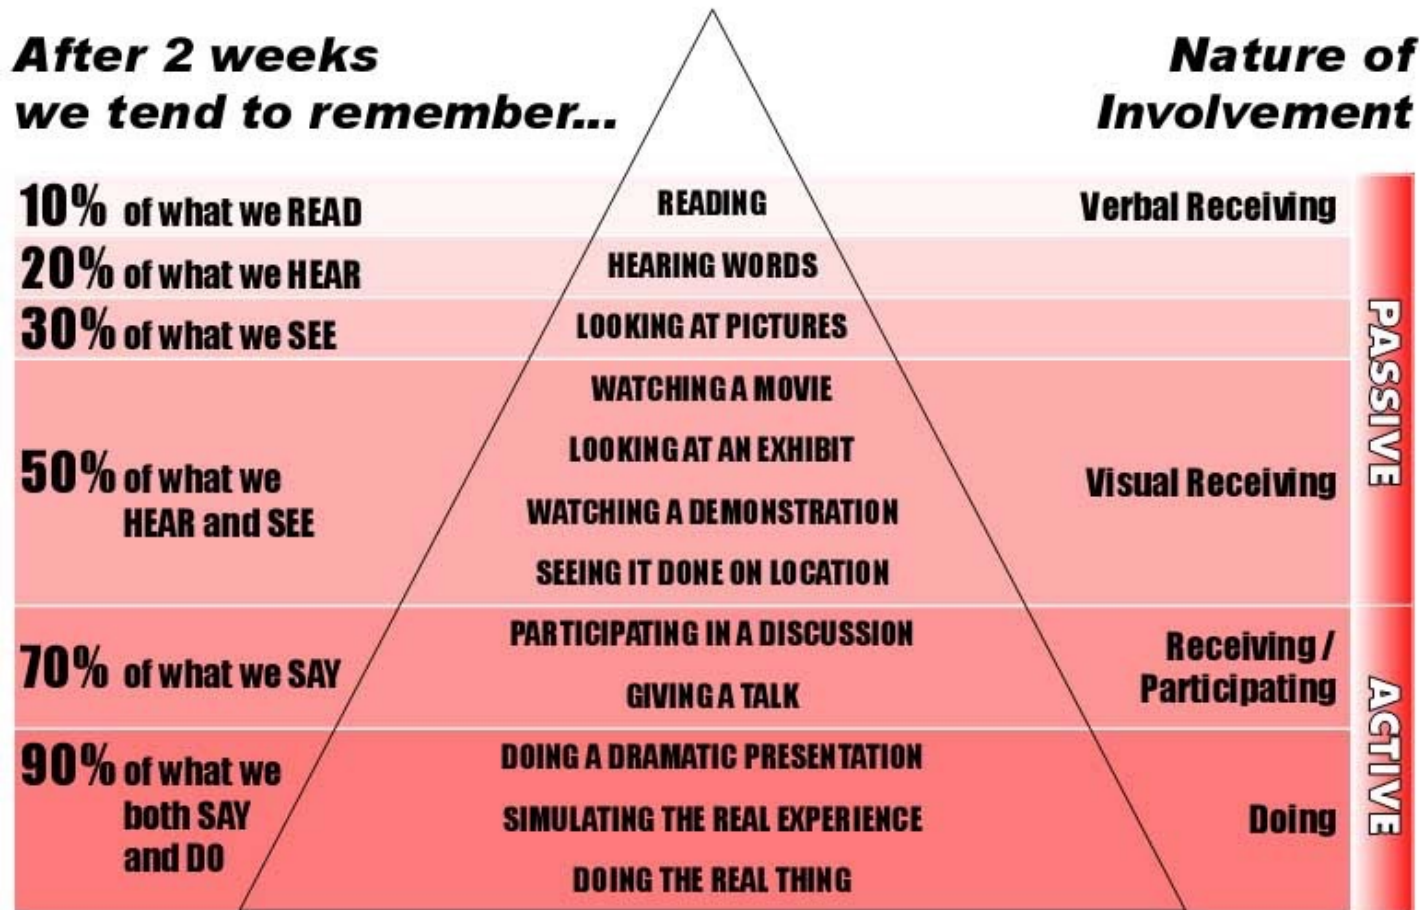 After 2 weeks
we tend to remember...
Nature of
Involvement
10% of what we READ
READING
Verbal Receiving
20% of what we HEAR
HEARING WORDS
30% of what we SEE
LOOKING AT PICTURES
50% of what we
HEAR and SEE
WATCHING A MOVIE
LOOKING AT AN EXHIBIT
WATCHING A DEMONSTRATION
SEEING IT DONE ON LOCATION
Visual Receiving
PASSIVE
70% of what we SAY
PARTICIPATING IN A DISCUSSION
GIVING A TALK
Receiving /
Participating
90% of what we
both SAY
and DO
DOING A DRAMATIC PRESENTATION
SIMULATING THE REAL EXPERIENCE
DOING THE REAL THING
Doing
ACTIVE